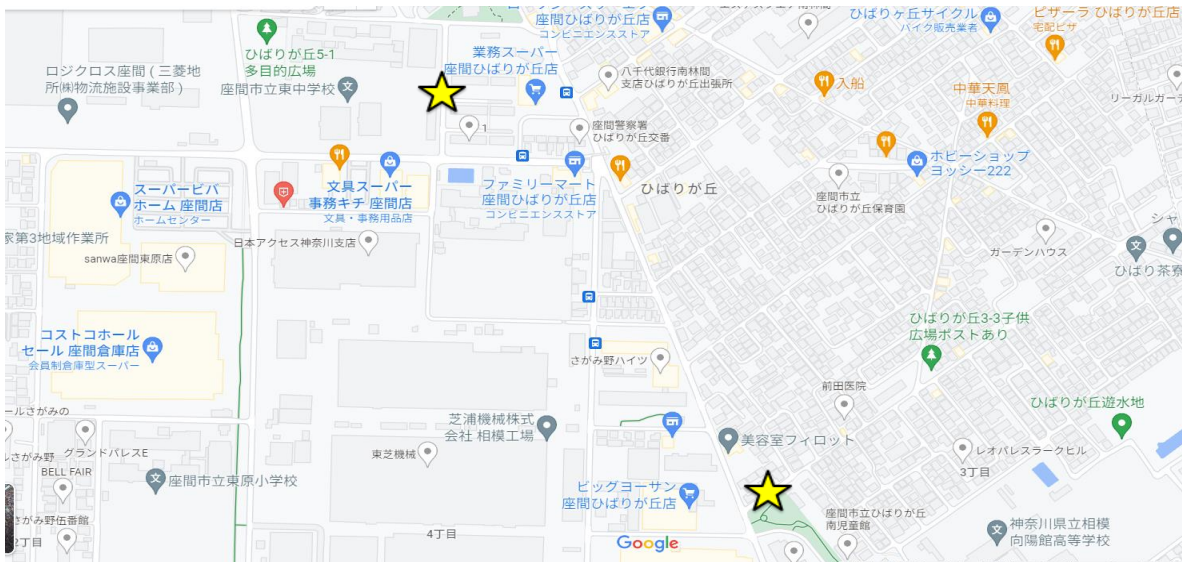 座間ひばりが丘店
コンビニエンスストア
ひばりヶ丘サイクル
バイク販売業者
ピザーラ ひばりが丘店
宅配ピザ
ひばりが丘5-1
多目的広場
業務スーパー
座間ひばりが丘店
ロジクロス座間 ( 三菱地
所㈱物流施設事業部 )
座間市立東中学校
八千代銀行南林間
支店ひばりが丘出張所
入船
中華天鳳
中華料理
リーガルガーデ
1
座間警察署
ひばりが丘交番
ホビーショップ
ヨッシー222
スーパービバ
ホーム 座間店
ホームセンター
文具スーパー
事務キチ 座間店
文具・事務用品店
ファミリーマート
座間ひばりが丘店
コンビニエンスストア
ひばりが丘
座間市立
ひばりが丘保育園
シャ
家第3地域作業所
日本アクセス神奈川支店
sanwa座間東原店
ガーデンハウス
ひばり茶寮
コストコホール
セール 座間倉庫店
会員制倉庫型スーパー
ひばりが丘3-3子供
広場ポストあり
さがみ野ハイツ
前田医院
ひばりが丘遊水地
ールさがみの
芝浦機械株式
会社 相模工場
美容室フィロット
レオパレスラークヒル
3丁目
さがみ野
グランドパレスE
BELL FAIR
東芝機械
座間市立東原小学校
ビッグヨーサン
座間ひばりが丘店
座間市立ひばりが丘
南児童館
神奈川県立相模
向陽館高等学校
さがみ野伍番館
2丁目
4丁目
Google